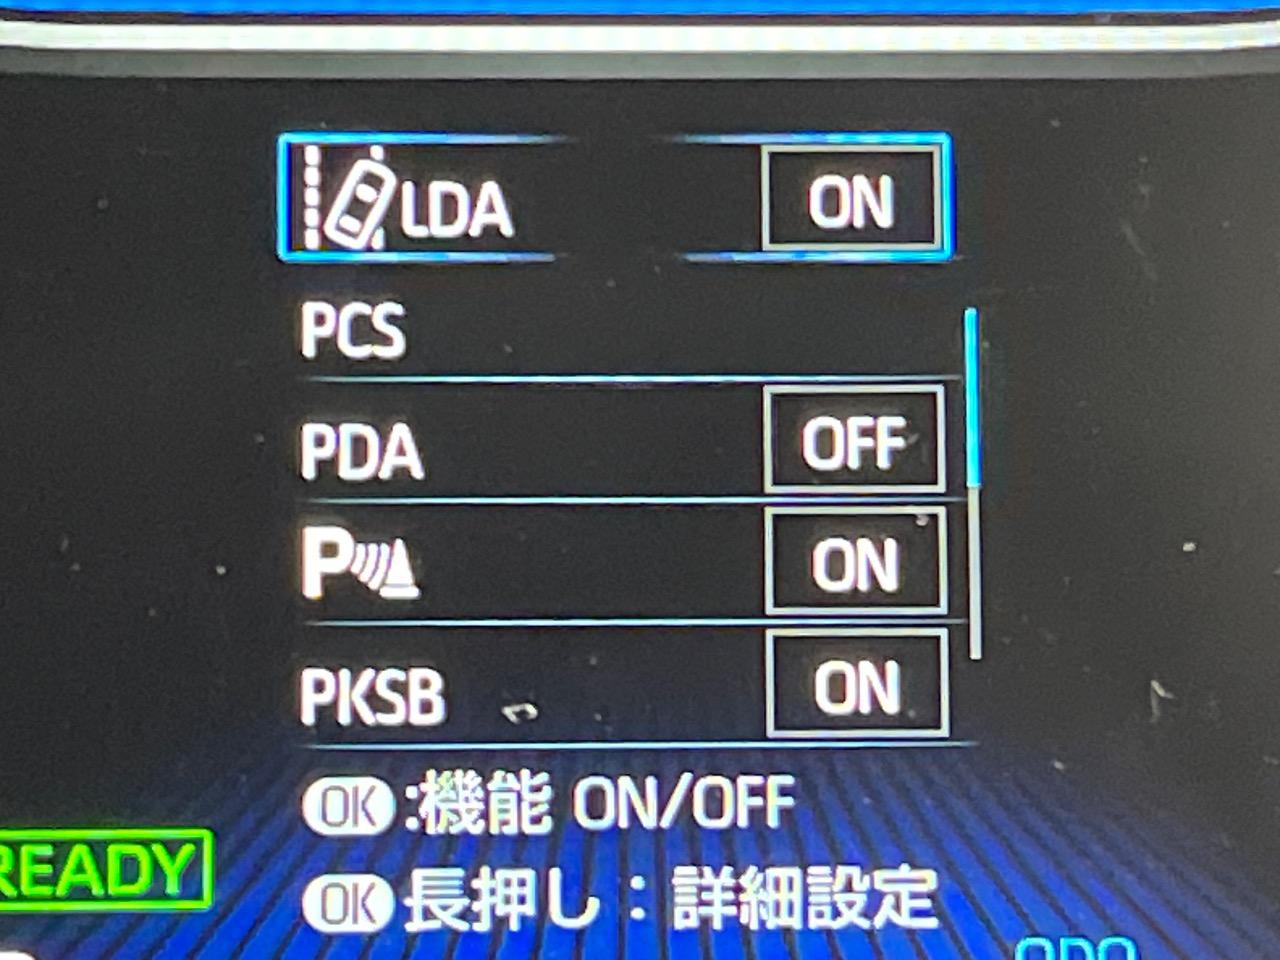 LDA ON
PCS
PDA OFF
P ON
PKSB ON
OK:機能 ON/OFF
OK長押し:詳細設定
READY
ODO